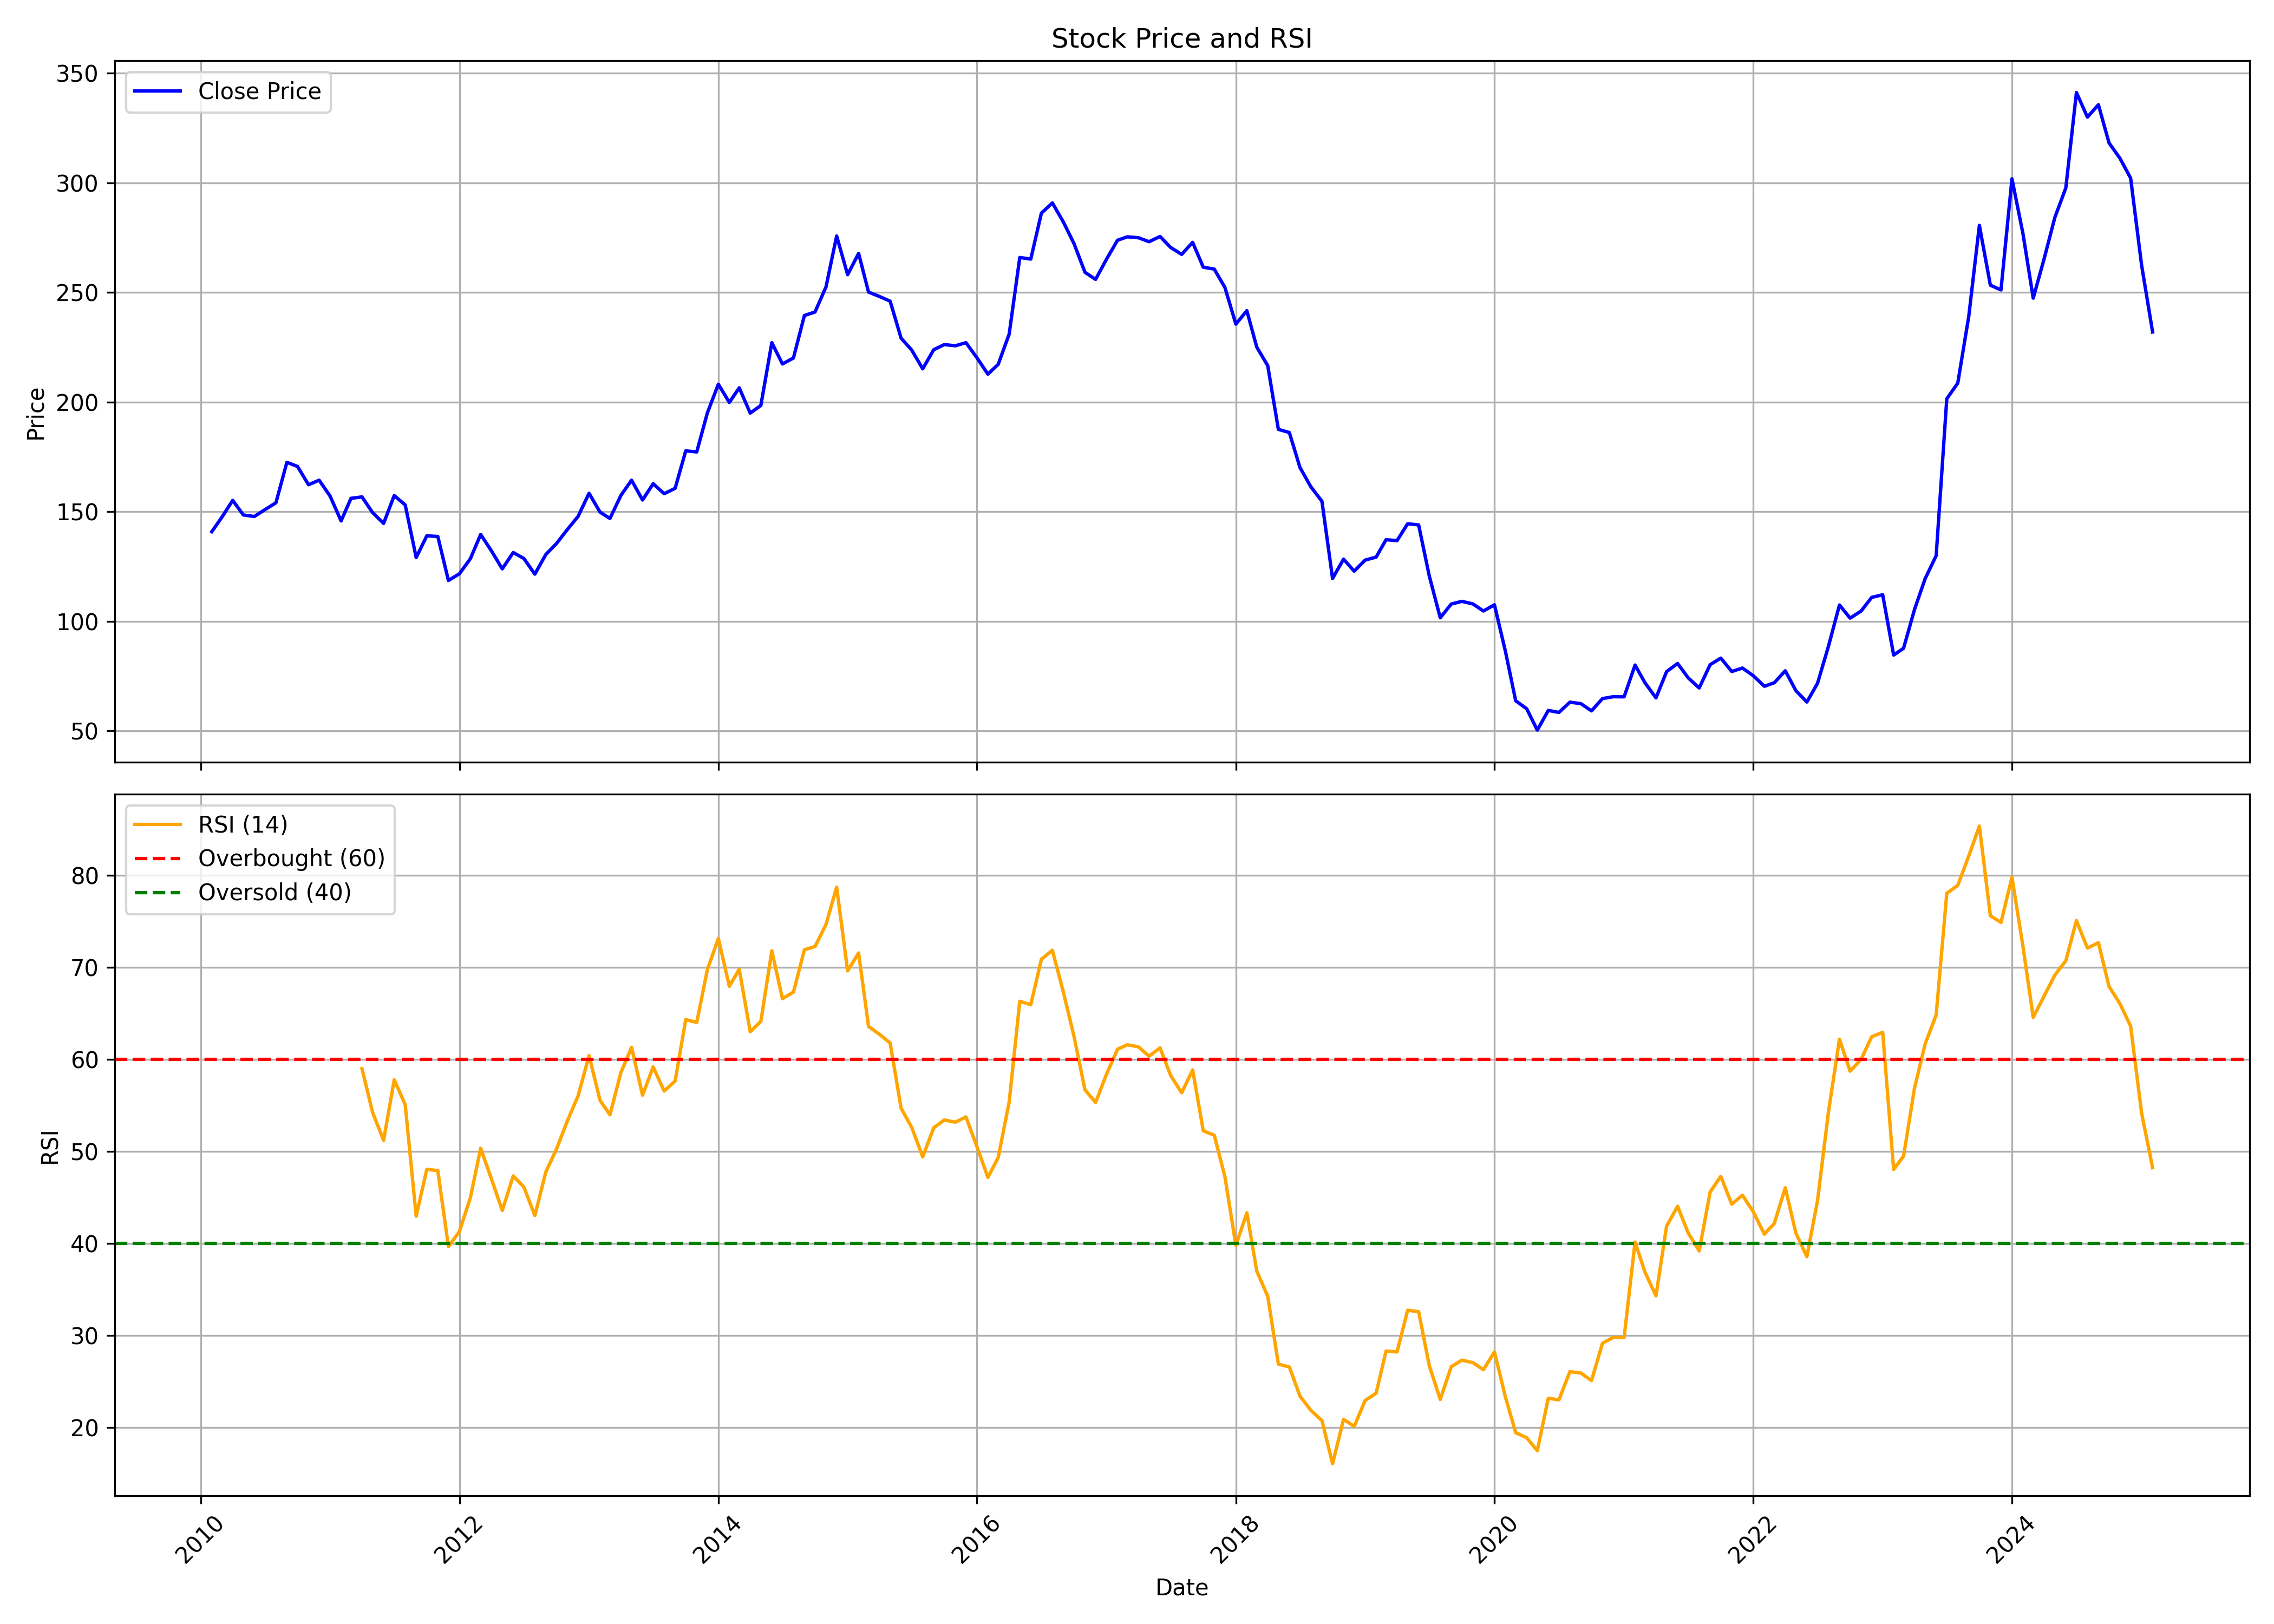 Stock Price and RSI
Close Price
350
300
250
200
150
100
50
Price
RSI (14)
Overbought (60)
Oversold (40)
80
70
60
50
40
30
20
RSI
2010
2012
2014
2016
2018
2020
2022
2024
Date